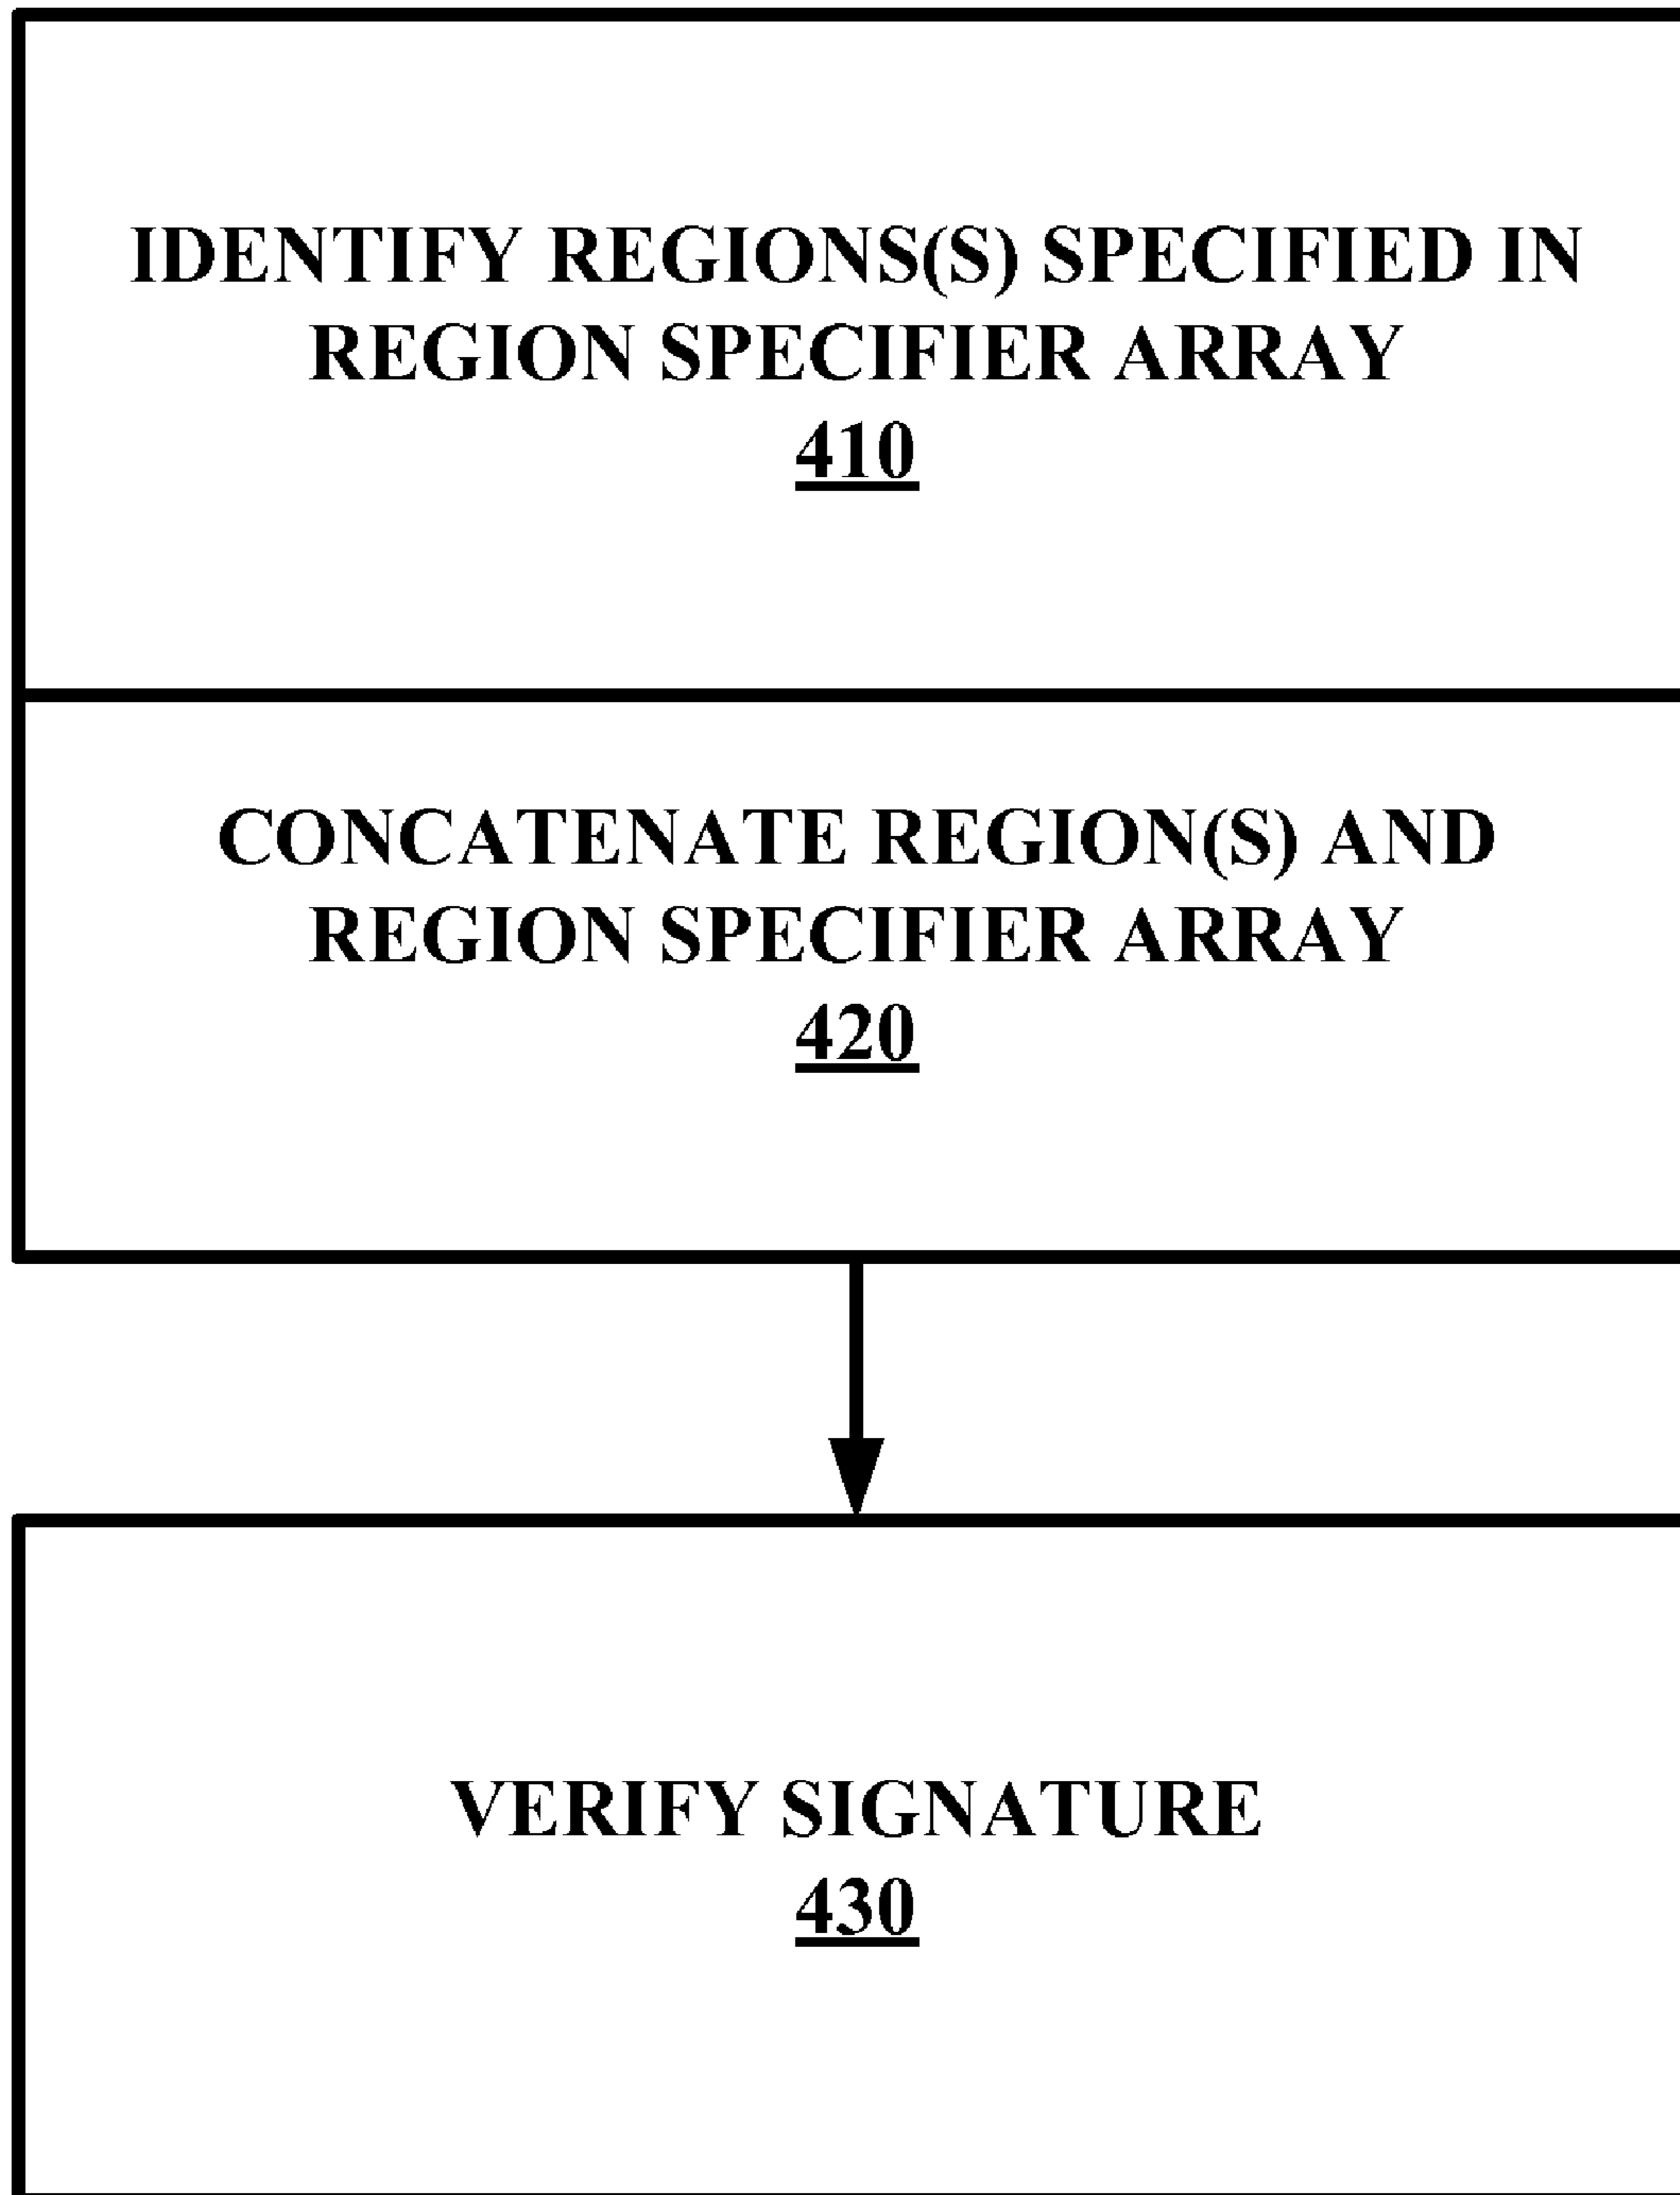 IDENTIFY REGIONS(S) SPECIFIED IN
REGION SPECIFIER ARRAY
410
CONCATENATE REGION(S) AND
REGION SPECIFIER ARRAY
420
VERIFY SIGNATURE
430